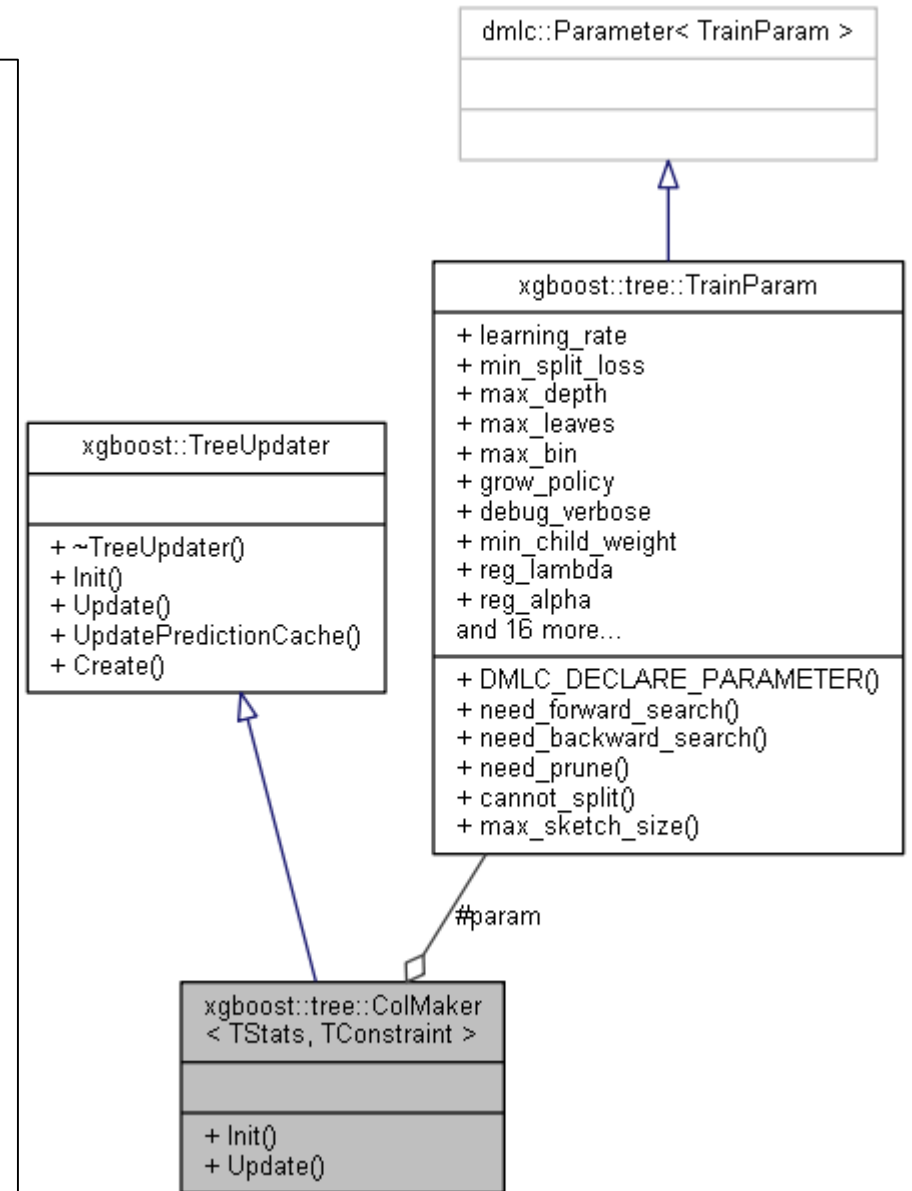 dmlc::Parameter< TrainParam >
xgboost::tree::TrainParam
+ learning_rate
+ min_split_loss
+ max_depth
+ max_leaves
+ max_bin
+ grow_policy
+ debug_verbose
+ min_child_weight
+ reg_lambda
+ reg_alpha
and 16 more...
+ DMLC_DECLARE_PARAMETER()
+ need_forward_search()
+ need_backward_search()
+ need_prune()
+ cannot_split()
+ max_sketch_size()
xgboost::TreeUpdater
+ ~TreeUpdater()
+ Init()
+ Update()
+ UpdatePredictionCache()
+ Create()
#param
xgboost::tree::ColMaker
< TStats, TConstraint >
+ Init()
+ Update()